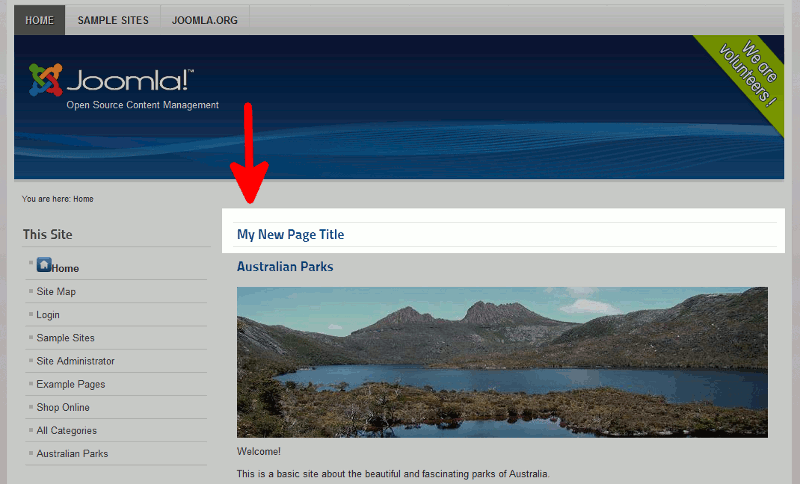 HOME SAMPLE SITES JOOMLA.ORG
Joomla!™
Open Source Content Management
We are
volunteers !
You are here: Home
This Site
Home
Site Map
Login
Sample Sites
Site Administrator
Example Pages
Shop Online
All Categories
Australian Parks
My New Page Title
Australian Parks
Welcome!
This is a basic site about the beautiful and fascinating parks of Australia.